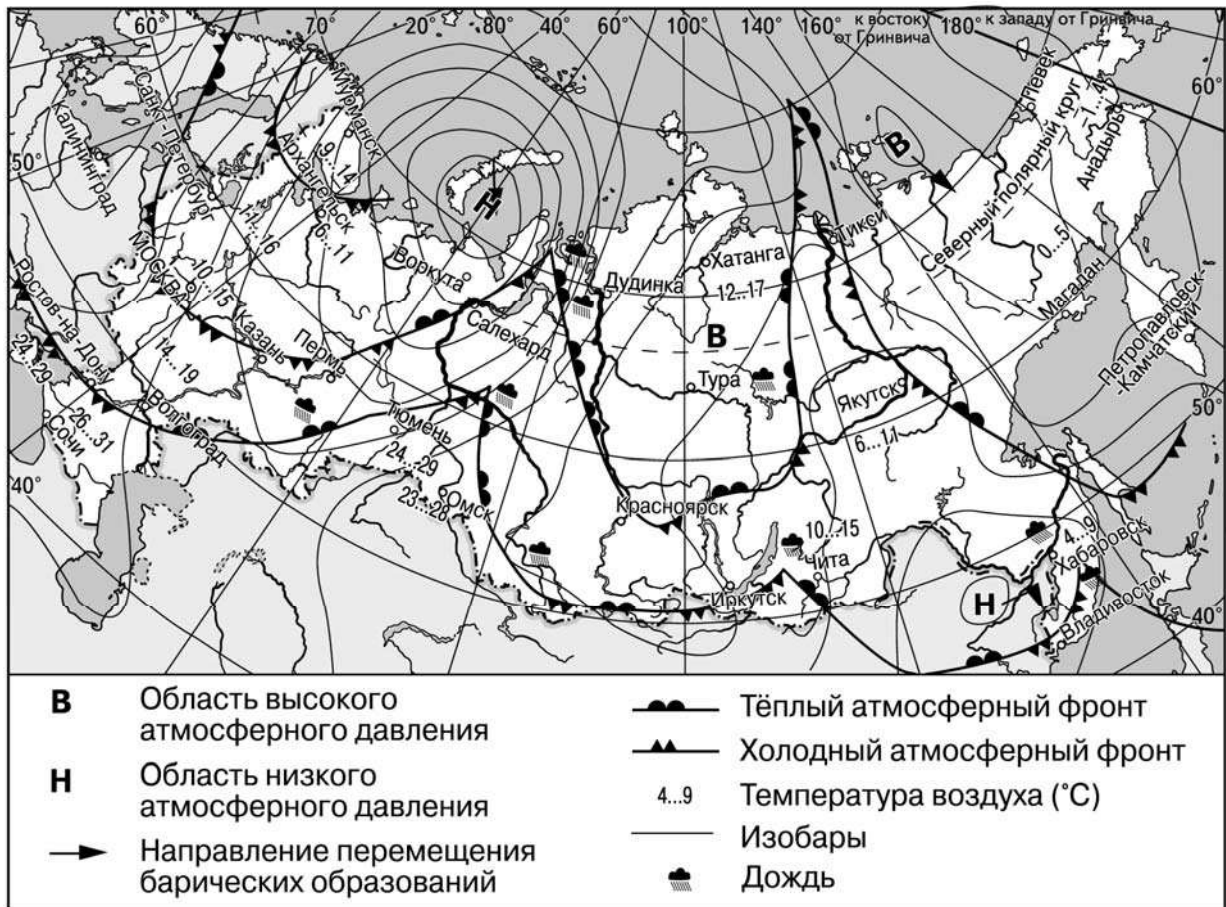 60° 70° 80° 20 40 60 100 140 160° 180°
к востоку от Гринвича
к западу от Гринвича
60°
50°
40°
50°
40°
Калининград
Санкт-Петербург
Мурманск
9...14
Архангельск
6...11
11...16
МОСКВА
10...15
Казань
Пермь
14...19
Ростов-на-Дону
24...29
Волгоград
26...31
Сочи
Воркута
Салехард
Н
Тюмень
24...29
Омск
23...28
Дудинка
Хатанга
12...17
В
Тура
Красноярск
Иркутск
10...15
Чита
Тикси
Якутск
6...11
В
Северный полярный круг
Певек
-1...4
Анадырь
0...5
Магадан
Петропавловск-
-Камчатский
4...9
Хабаровск
Н
Владивосток
В Область высокого
атмосферного давления
Н Область низкого
атмосферного давления
Направление перемещения
барических образований
Тёплый атмосферный фронт
Холодный атмосферный фронт
4...9 Температура воздуха (°C)
Изобары
Дождь